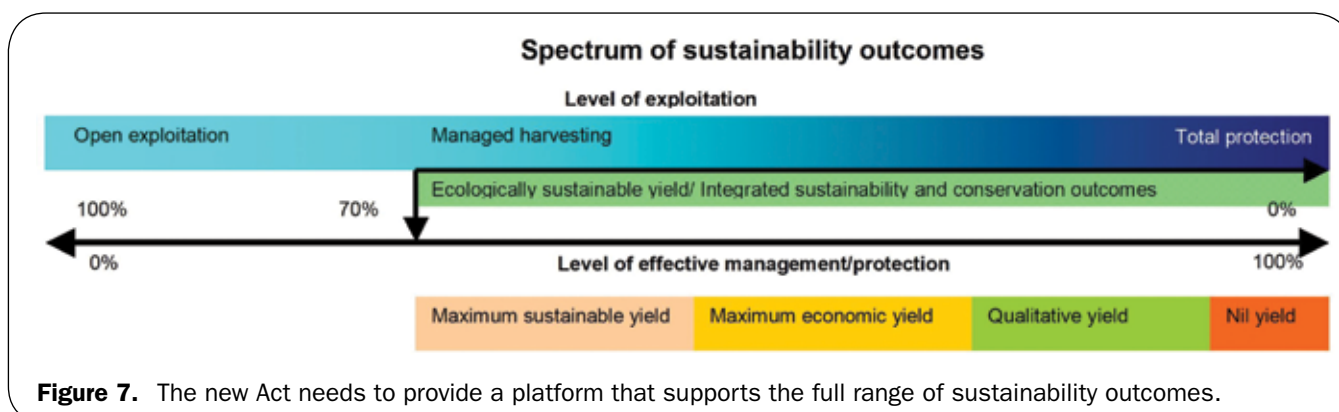 Spectrum of sustainability outcomes
Level of exploitation
Open exploitation Managed harvesting Total protection
Ecologically sustainable yield/ Integrated sustainability and conservation outcomes
100% 70% 0%
0% Level of effective management/protection 100%
Maximum sustainable yield Maximum economic yield Qualitative yield Nil yield
Figure 7. The new Act needs to provide a platform that supports the full range of sustainability outcomes.